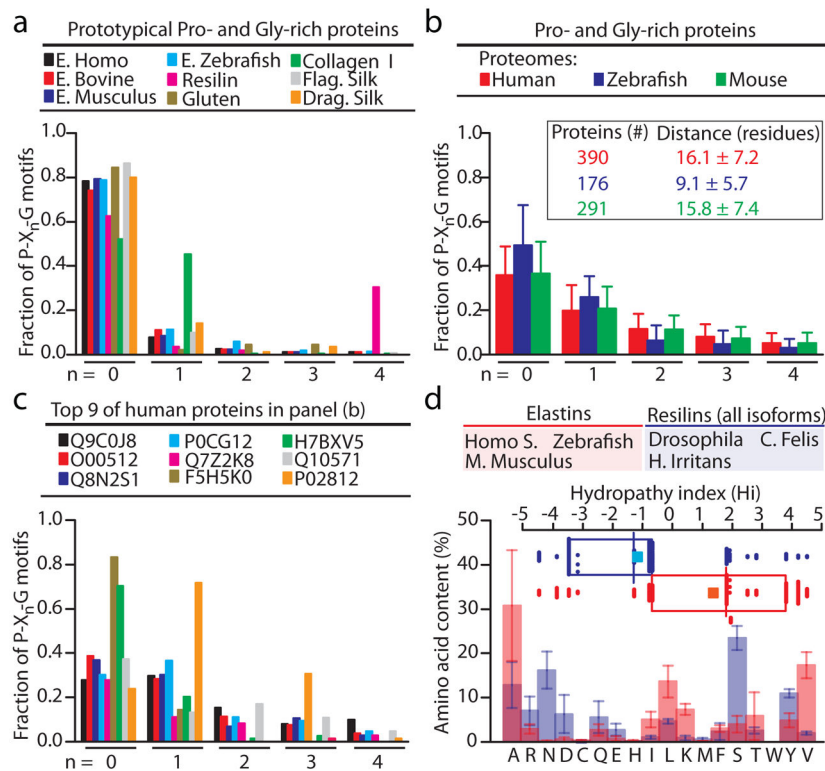 a
Prototypical Pro- and Gly-rich proteins
E. Homo E. Zebrafish Collagen I
E. Bovine Resilin Flag. Silk
E. Musculus Gluten Drag. Silk
Fraction of P-Xn-G motifs
1.0
0.8
0.6
0.4
0.2
0.0
n = 0 1 2 3 4
b
Pro- and Gly-rich proteins
Proteomes:
Human Zebrafish Mouse
Proteins (#) Distance (residues)
390 16.1 ± 7.2
176 9.1 ± 5.7
291 15.8 ± 7.4
Fraction of P-Xn-G motifs
1.0
0.8
0.6
0.4
0.2
0.0
n = 0 1 2 3 4
c
Top 9 of human proteins in panel (b)
Q9C0J8 P0CG12 H7BXV5
O00512 Q7Z2K8 Q10571
Q8N2S1 F5H5K0 P02812
Fraction of P-Xn-G motifs
1.0
0.8
0.6
0.4
0.2
0.0
n = 0 1 2 3 4
d
Elastins Resilins (all isoforms)
Homo S. Zebrafish Drosophila C. Felis
M. Musculus H. Irritans
Hydropathy index (Hi)
-5 -4 -3 -2 -1 0 1 2 3 4 5
Amino acid content (%)
50
40
30
20
10
0
A R N D C Q E H I L K M F S T W Y V